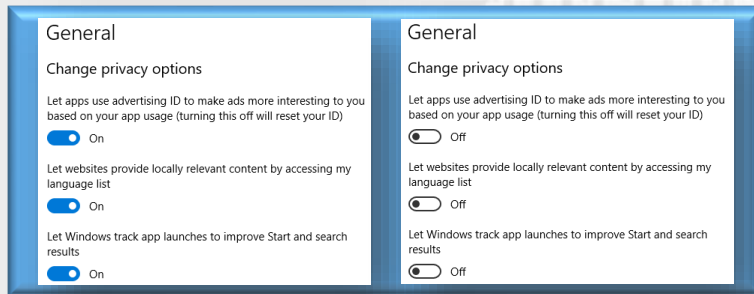 General
Change privacy options
Let apps use advertising ID to make ads more interesting to you
based on your app usage (turning this off will reset your ID)
On
Let websites provide locally relevant content by accessing my
language list
On
Let Windows track app launches to improve Start and search
results
On
General
Change privacy options
Let apps use advertising ID to make ads more interesting to you
based on your app usage (turning this off will reset your ID)
Off
Let websites provide locally relevant content by accessing my
language list
Off
Let Windows track app launches to improve Start and search
results
Off